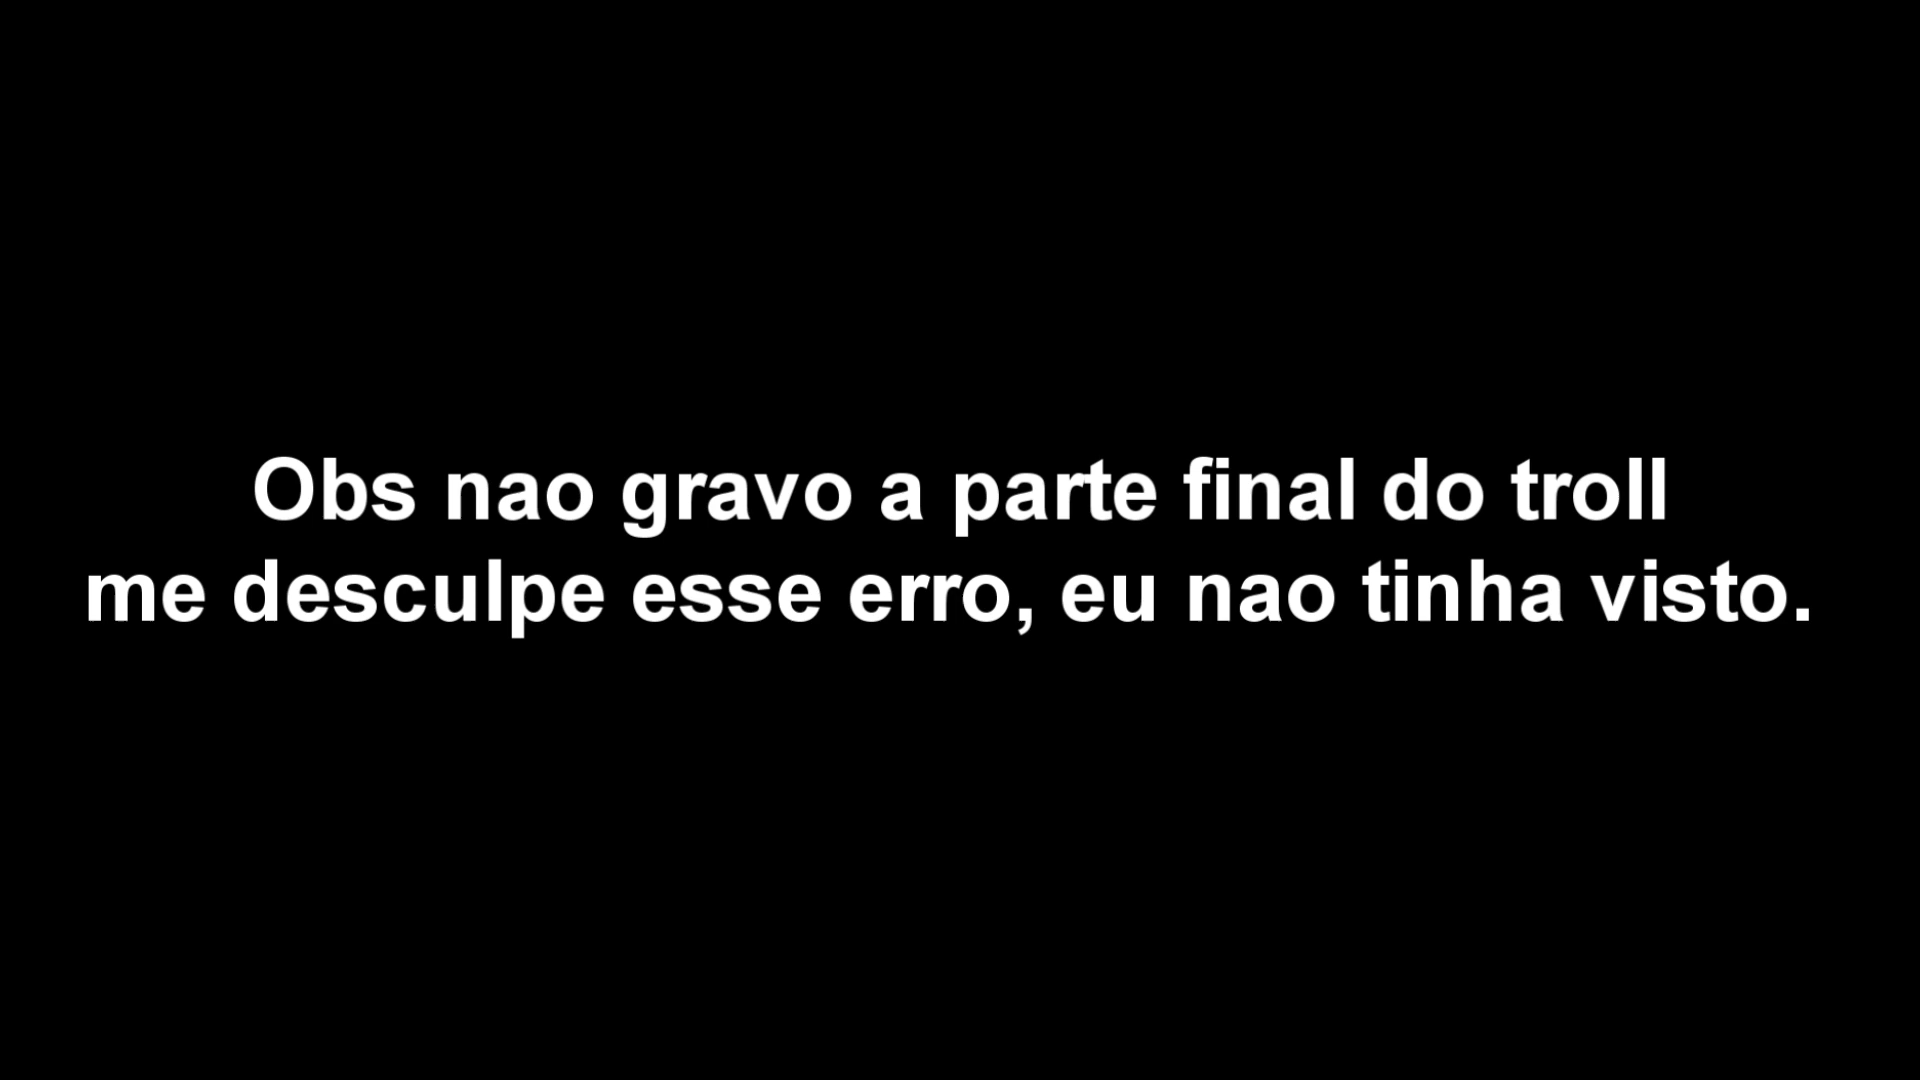 Obs nao gravo a parte final do troll
me desculpe esse erro, eu nao tinha visto.